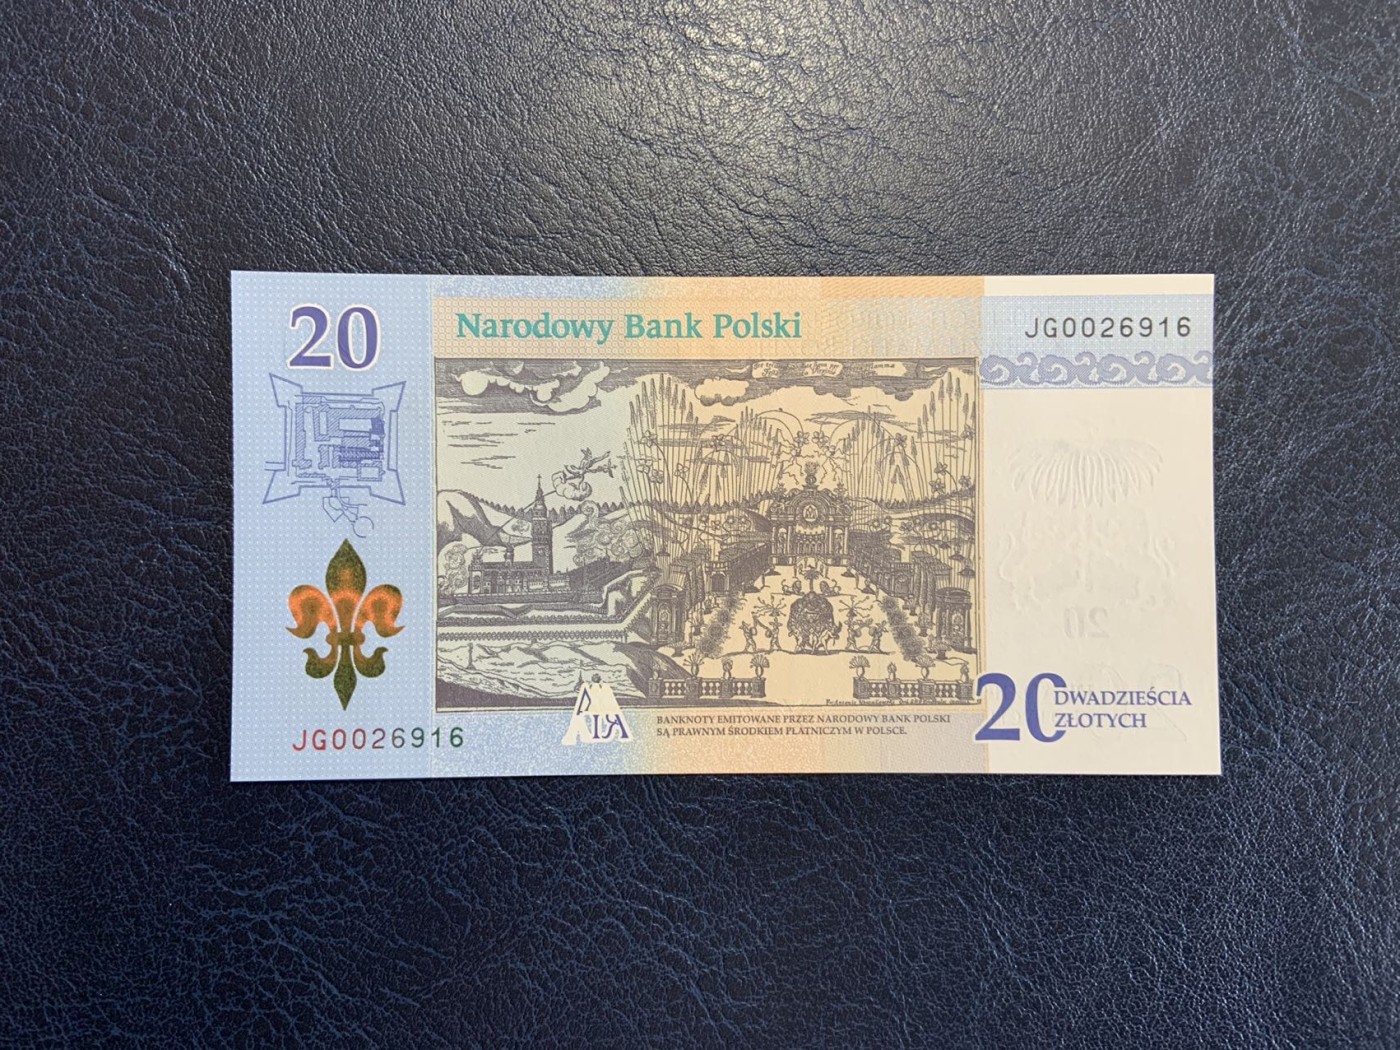 20
Narodowy Bank Polski
JG0026916
JG0026916
BANKNOTY EMITOWANE PRZEZ NARODOWY BANK POLSKI
SĄ PRAWNYM ŚRODKIEM PŁATNICZYM W POLSCE.
20 DWADZIEŚCIA
ZŁOTYCH
20